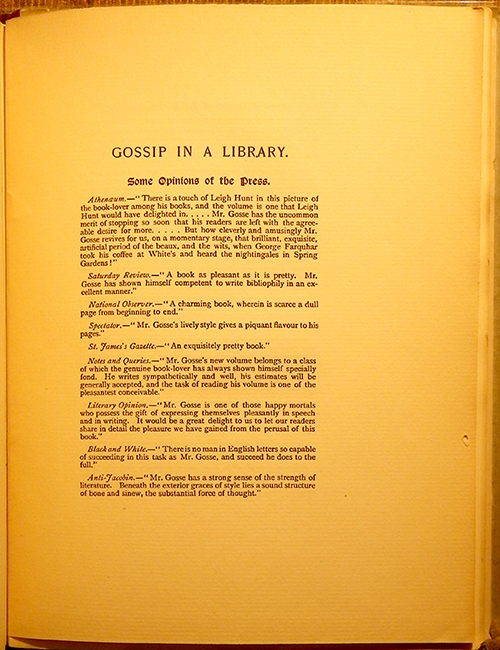 GOSSIP IN A LIBRARY.
Some Opinions of the Press.
Athenæum.—"There is a touch of Leigh Hunt in this picture of
the book-lover among his books, and the volume is one that Leigh
Hunt would have delighted in. . . . . Mr. Gosse has the uncommon
merit of stopping so soon that his readers are left with the agree-
able desire for more. . . . . But how cleverly and amusingly Mr.
Gosse revives for us, on a momentary stage, that brilliant, exquisite,
artificial period of the beaux, and the wits, when George Farquhar
took his coffee at White's and heard the nightingales in Spring
Gardens!"
Saturday Review.—"A book as pleasant as it is pretty. Mr.
Gosse has shown himself competent to write bibliophily in an ex-
cellent manner."
National Observer.—"A charming book, wherein is scarce a dull
page from beginning to end."
Spectator.—"Mr. Gosse's lively style gives a piquant flavour to his
pages."
St. James's Gazette.—"An exquisitely pretty book."
Notes and Queries.—"Mr. Gosse's new volume belongs to a class
of which the genuine book-lover has always shown himself specially
fond. He writes sympathetically and well, his estimates will be
generally accepted, and the task of reading his volume is one of the
pleasantest conceivable."
Literary Opinion.—"Mr. Gosse is one of those happy mortals
who possess the gift of expressing themselves pleasantly in speech
and in writing. It would be a great delight to us to let our readers
share in detail the pleasure we have gained from the perusal of this
book."
Black and White.—"There is no man in English letters so capable
of succeeding in this task as Mr. Gosse, and succeed he does to the
full."
Anti-Jacobin.—"Mr. Gosse has a strong sense of the strength of
literature. Beneath the exterior graces of style lies a sound structure
of bone and sinew, the substantial force of thought."